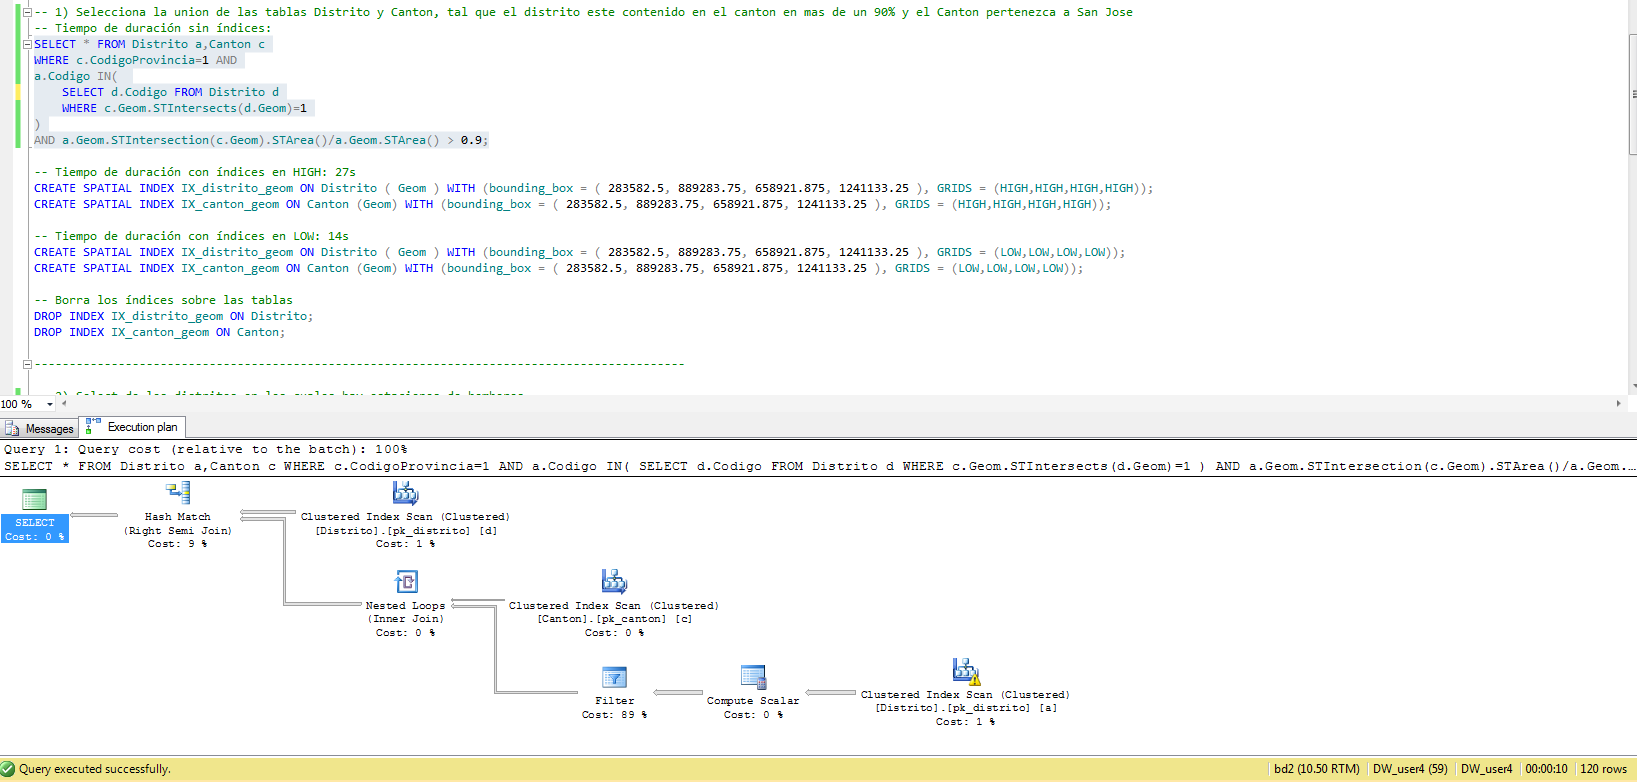 -- 1) Selecciona la union de las tablas Distrito y Canton, tal que el distrito este contenido en el canton en mas de un 90% y el Canton pertenezca a San Jose
-- Tiempo de duración sin índices:
SELECT * FROM Distrito a,Canton c
WHERE c.CodigoProvincia=1 AND
a.Codigo IN(
    SELECT d.Codigo FROM Distrito d
    WHERE c.Geom.STIntersects(d.Geom)=1
)
AND a.Geom.STIntersection(c.Geom).STArea()/a.Geom.STArea() > 0.9;
-- Tiempo de duración con índices en HIGH: 27s
CREATE SPATIAL INDEX IX_distrito_geom ON Distrito ( Geom ) WITH (bounding_box = ( 283582.5, 889283.75, 658921.875, 1241133.25 ), GRIDS = (HIGH,HIGH,HIGH,HIGH));
CREATE SPATIAL INDEX IX_canton_geom ON Canton (Geom) WITH (bounding_box = ( 283582.5, 889283.75, 658921.875, 1241133.25 ), GRIDS = (HIGH,HIGH,HIGH,HIGH));
-- Tiempo de duración con índices en LOW: 14s
CREATE SPATIAL INDEX IX_distrito_geom ON Distrito ( Geom ) WITH (bounding_box = ( 283582.5, 889283.75, 658921.875, 1241133.25 ), GRIDS = (LOW,LOW,LOW,LOW));
CREATE SPATIAL INDEX IX_canton_geom ON Canton (Geom) WITH (bounding_box = ( 283582.5, 889283.75, 658921.875, 1241133.25 ), GRIDS = (LOW,LOW,LOW,LOW));
-- Borra los índices sobre las tablas
DROP INDEX IX_distrito_geom ON Distrito;
DROP INDEX IX_canton_geom ON Canton;
---------------------------------------------------------------------------------------------
100 %
Messages
Execution plan
Query 1: Query cost (relative to the batch): 100%
SELECT * FROM Distrito a,Canton c WHERE c.CodigoProvincia=1 AND a.Codigo IN( SELECT d.Codigo FROM Distrito d WHERE c.Geom.STIntersects(d.Geom)=1 ) AND a.Geom.STIntersection(c.Geom).STArea()/a.Geom.…
SELECT
Cost: 0 %
Hash Match
(Right Semi Join)
Cost: 9 %
Clustered Index Scan (Clustered)
[Distrito].[pk_distrito] [d]
Cost: 1 %
Nested Loops
(Inner Join)
Cost: 0 %
Clustered Index Scan (Clustered)
[Canton].[pk_canton] [c]
Cost: 0 %
Filter
Cost: 89 %
Compute Scalar
Cost: 0 %
Clustered Index Scan (Clustered)
[Distrito].[pk_distrito] [a]
Cost: 1 %
Query executed successfully.
bd2 (10.50 RTM)
DW_user4 (59)
DW_user4
00:00:10
120 rows